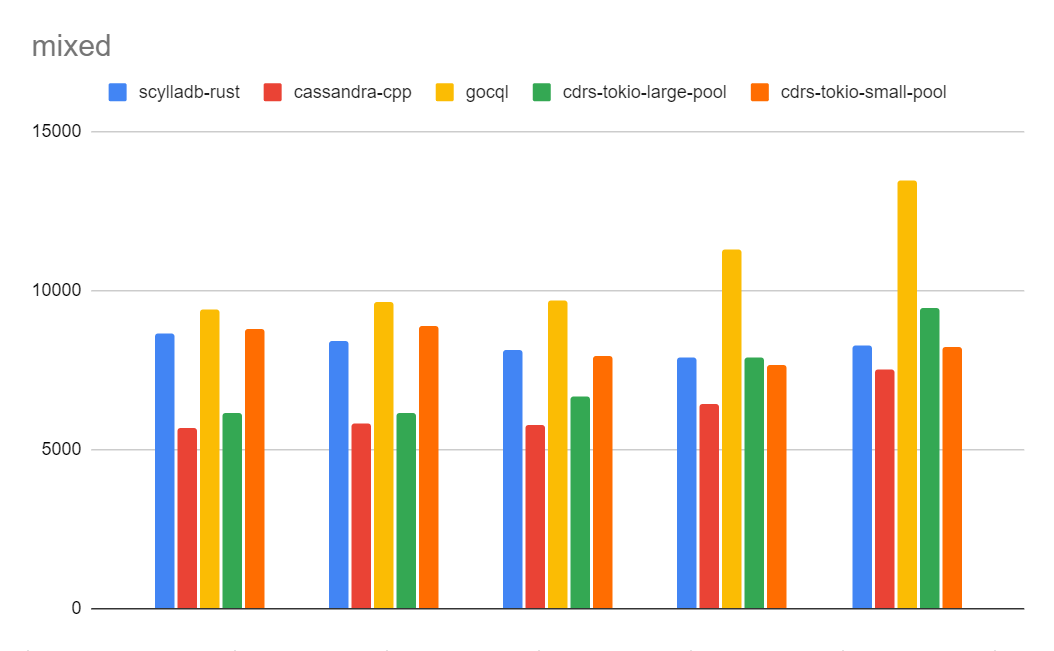 mixed
scylladb-rust cassandra-cpp gocql cdrs-tokio-large-pool cdrs-tokio-small-pool
15000
10000
5000
0